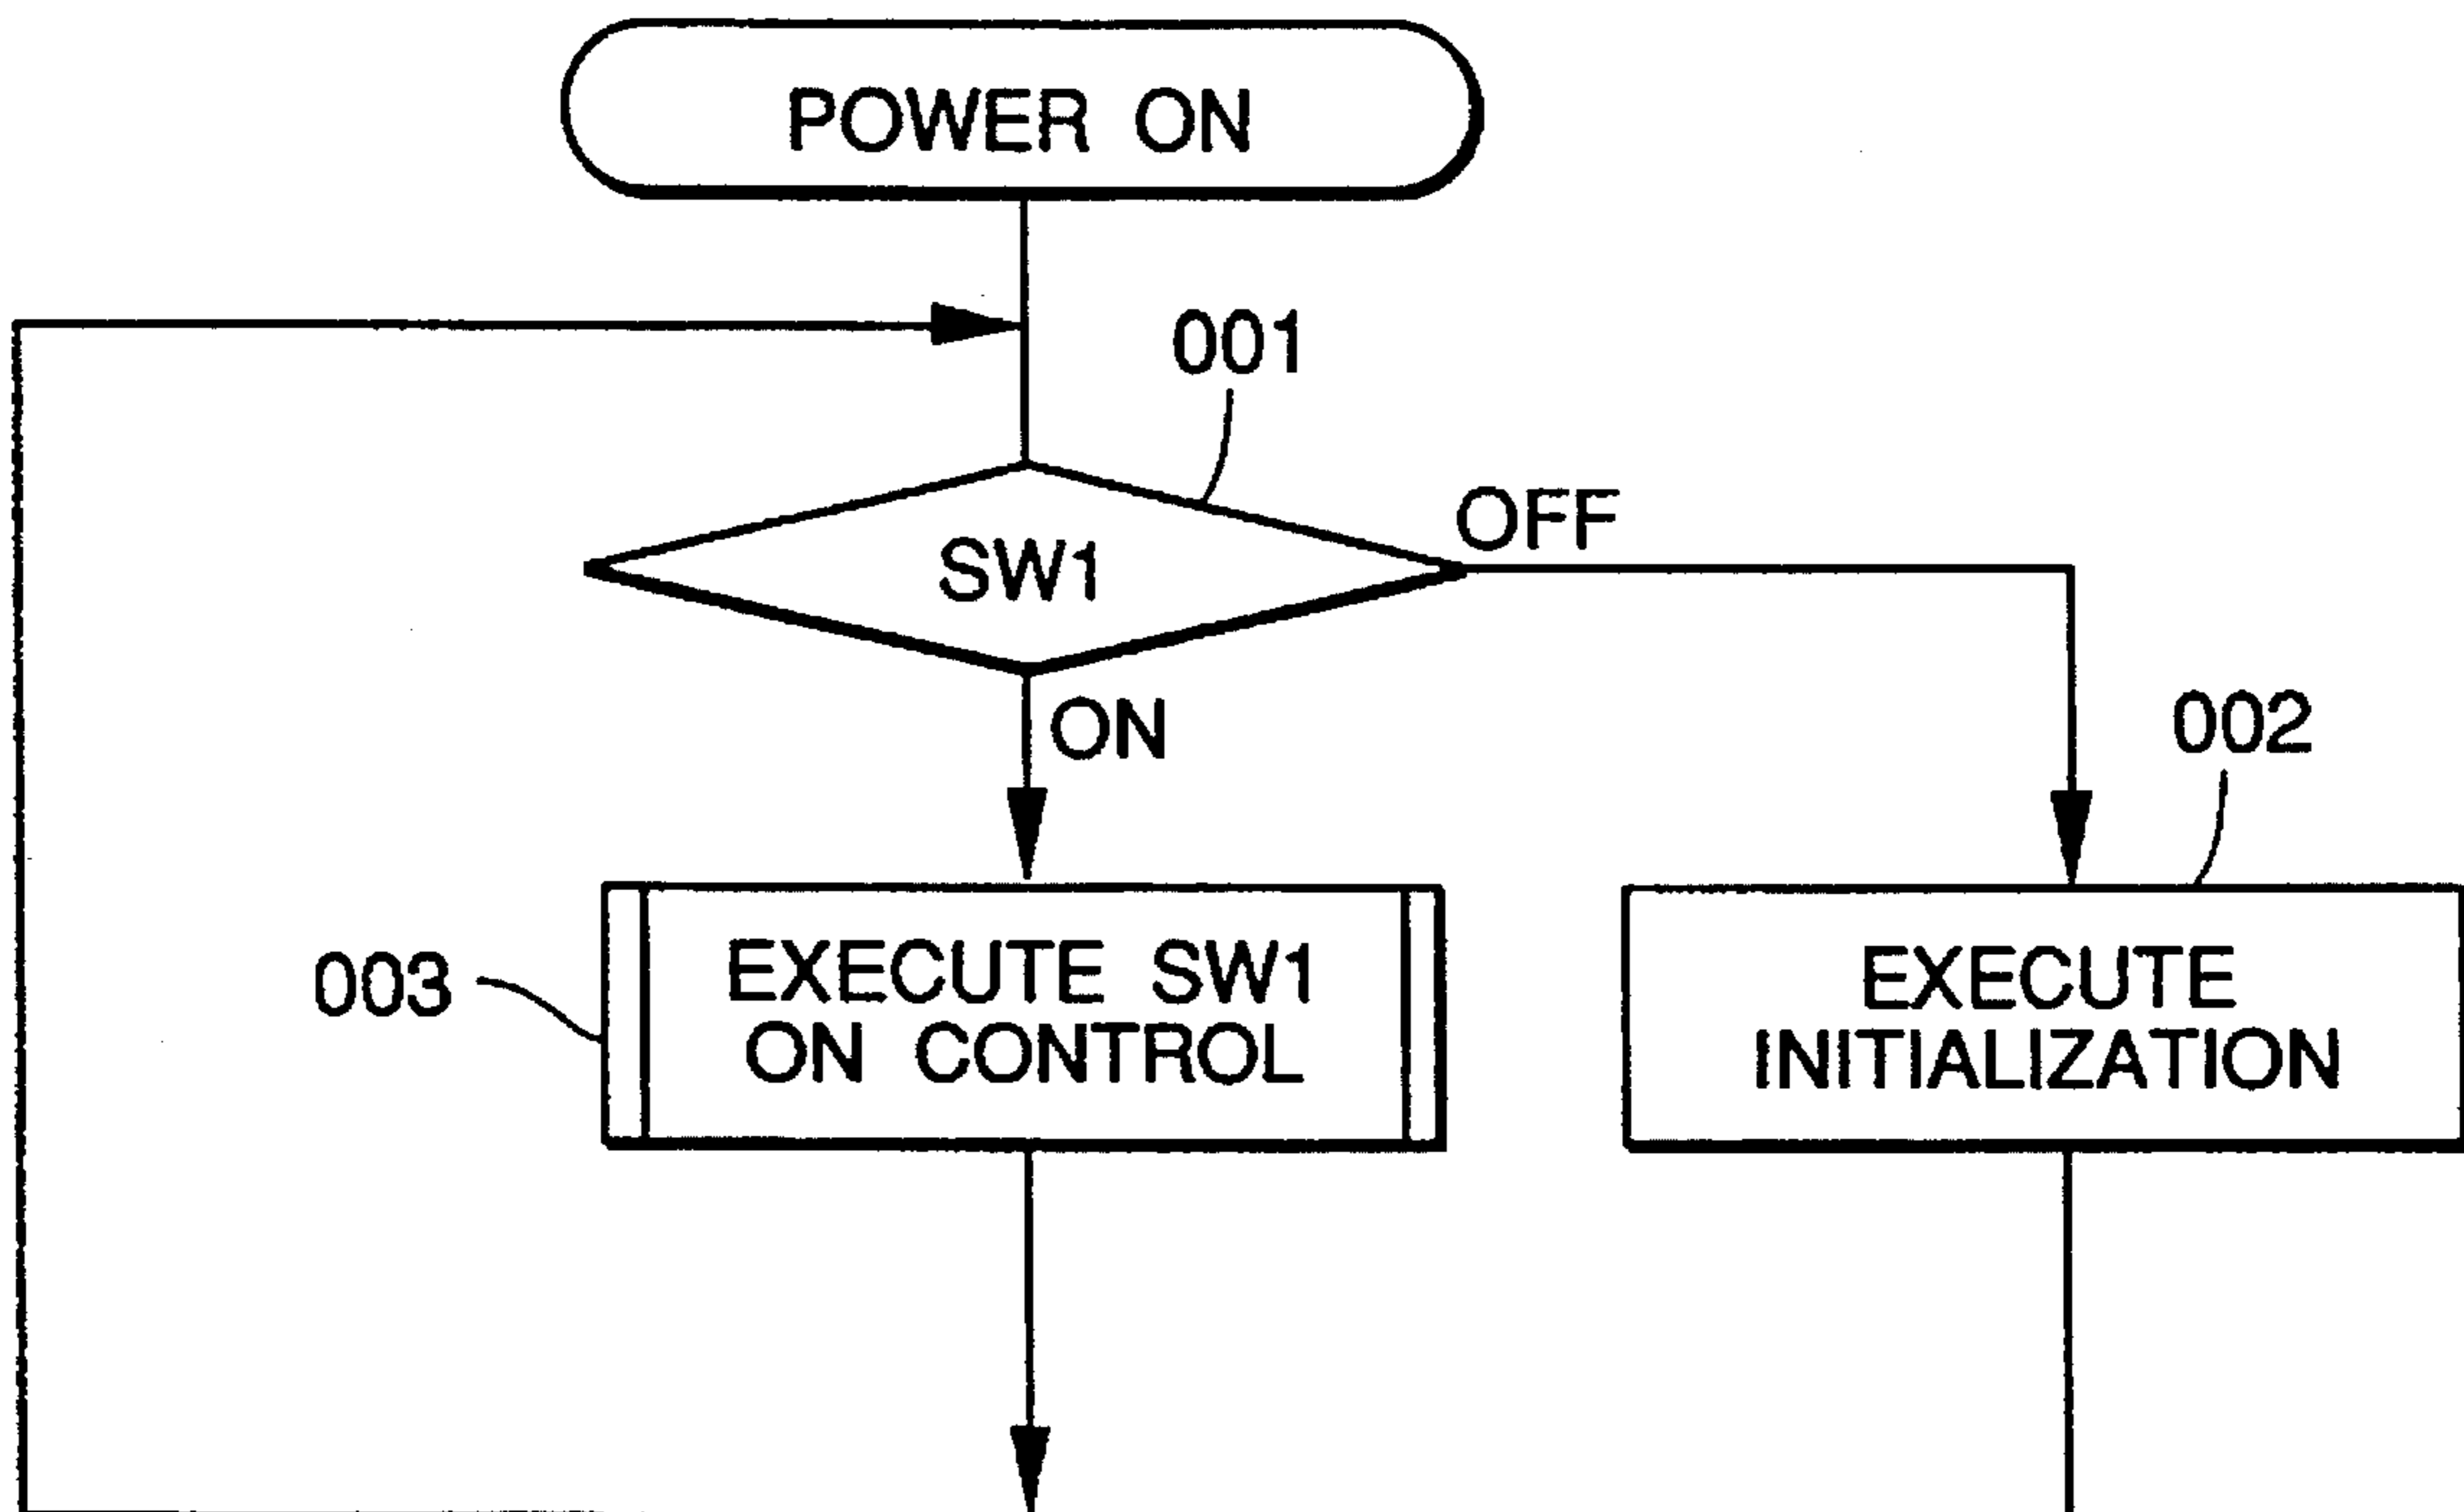 POWER ON
001
SW1
OFF
ON
002
003
EXECUTE SW1
ON CONTROL
EXECUTE
INITIALIZATION